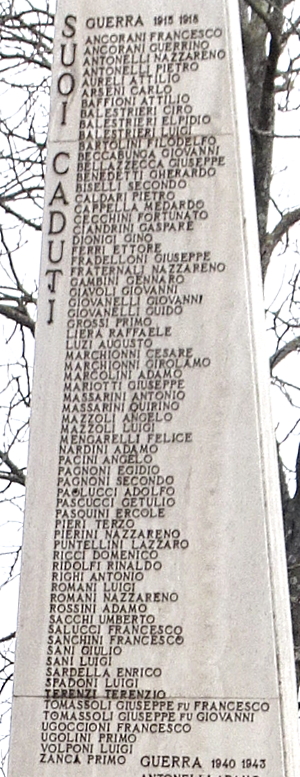 SUOI CADUTI
GUERRA 1915 1918
ANCORANI FRANCESCO
ANCORANI GUERRINO
ANTONELLI NAZZARENO
ANTONELLI PIETRO
AURELI ATTILIO
ARSENI CARLO
BAFFIONI ATTILIO
BALESTRIERI CIRO
BALESTRIERI ELPIDIO
BALESTRIERI LUIGI
BARTOLINI FILODELFO
BECCABUNGA GIOVANNI
GIUSEPPE
BENEDETTI GHERARDO
BISELLI SECONDO
CALDARI PIETRO
CAPPELLA MEDARDO
CECCHINI FORTUNATO
CIANDRINI GASPARE
DIONIGI GINO
FERRI ETTORE
FRADELLONI GIUSEPPE
FRATERNALI NAZZARENO
GAMBINI GENNARO
GIAVOLI GIOVANNI
GIOVANELLI GIOVANNI
GIOVANELLI GUIDO
GROSSI PRIMO
LIERA RAFFAELE
LUZI AUGUSTO
MARCHIONNI CESARE
MARCHIONNI GIROLAMO
MARCOLINI ADAMO
MARIOTTI GIUSEPPE
MASSARINI ANTONIO
MASSARINI QUIRINO
MAZZOLI ANGELO
MAZZOLI LUIGI
MENGARELLI FELICE
NARDINI ADAMO
PACINI ANGELO
PAGNONI EGIDIO
PAGNONI SECONDO
PAOLUCCI ADOLFO
PASCUCCI GETULIO
PASQUINI ERCOLE
PIERI TERZO
PIERINI NAZZARENO
PUNTELLINI LAZZARO
RICCI DOMENICO
RIDOLFI RINALDO
RIGHI ANTONIO
ROMANI LUIGI
ROMANI NAZZARENO
ROSSINI ADAMO
SACCHI UMBERTO
SALUCCI FRANCESCO
SANCHINI FRANCESCO
SANI GIULIO
SANI LUIGI
SARDELLA ENRICO
SPADONI LUIGI
TERENZI TERENZIO
TOMASSOLI GIUSEPPE FU FRANCESCO
TOMASSOLI GIUSEPPE FU GIOVANNI
UGOCCIONI FRANCESCO
UGOLINI PRIMO
VOLPONI LUIGI
ZANCA PRIMO
GUERRA 1940 1943